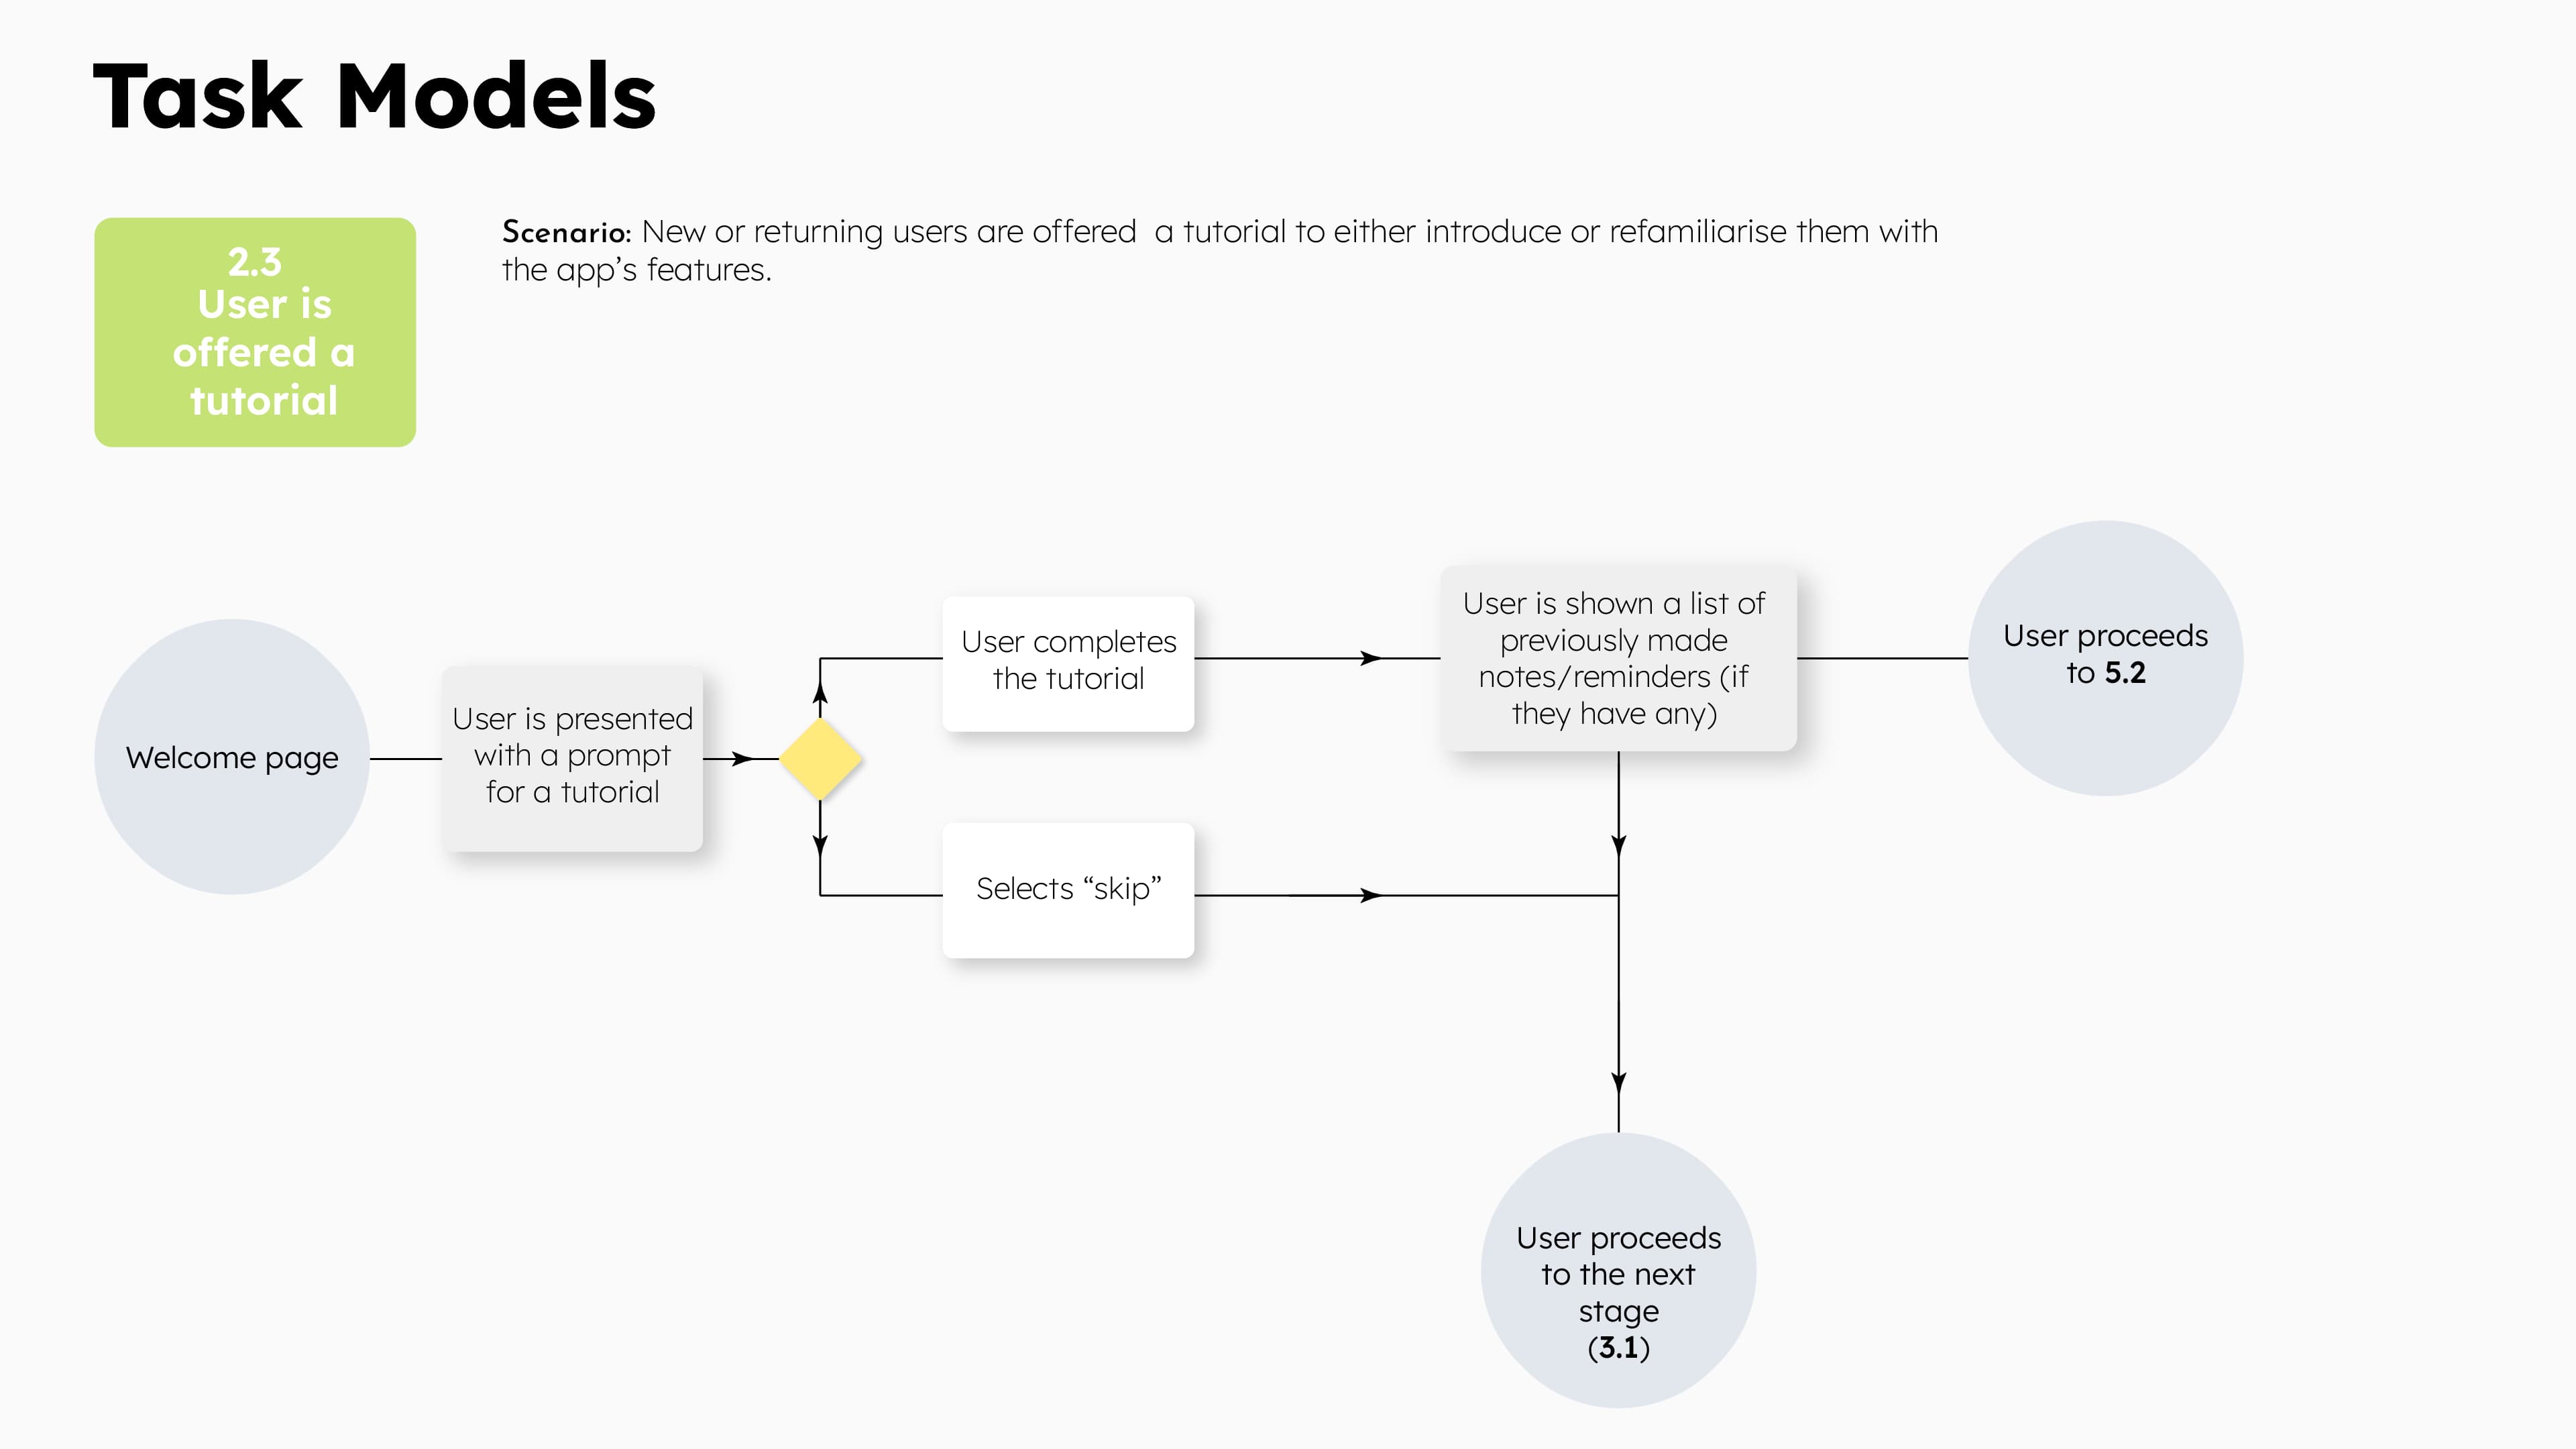 Task Models
2.3
User is
offered a
tutorial
Scenario: New or returning users are offered  a tutorial to either introduce or refamiliarise them with
the app’s features.
Welcome page
User is presented
with a prompt
for a tutorial
User completes
the tutorial
Selects “skip”
User is shown a list of
previously made
notes/reminders (if
they have any)
User proceeds
to 5.2
User proceeds
to the next
stage
(3.1)